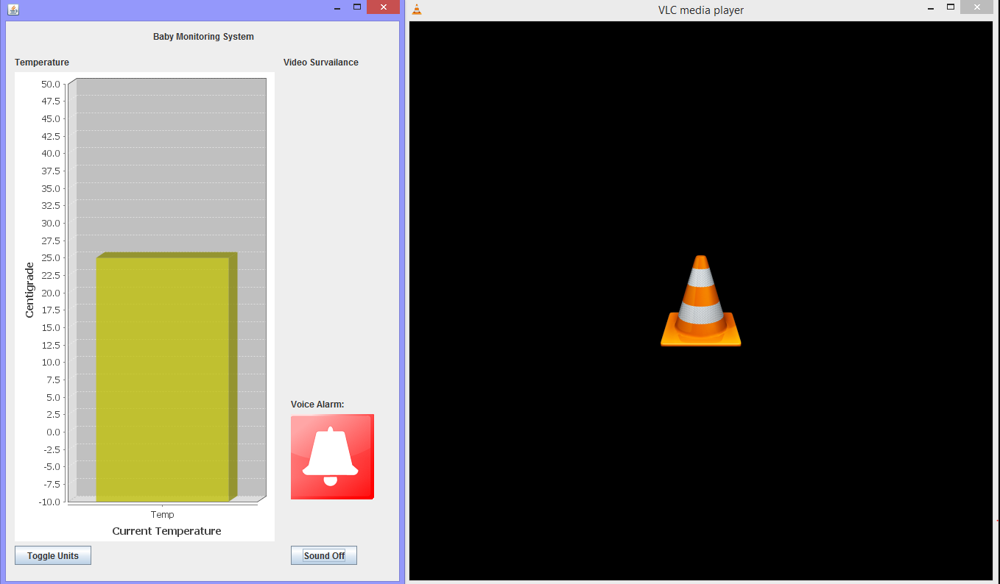 VLC media player
Baby Monitoring System
Temperature
Video Survailance
50.0
47.5
45.0
42.5
40.0
37.5
35.0
32.5
30.0
27.5
25.0
22.5
20.0
17.5
15.0
12.5
10.0
7.5
5.0
2.5
0.0
-2.5
-5.0
-7.5
-10.0
Centigrade
Temp
Current Temperature
Voice Alarm:
Toggle Units
Sound Off